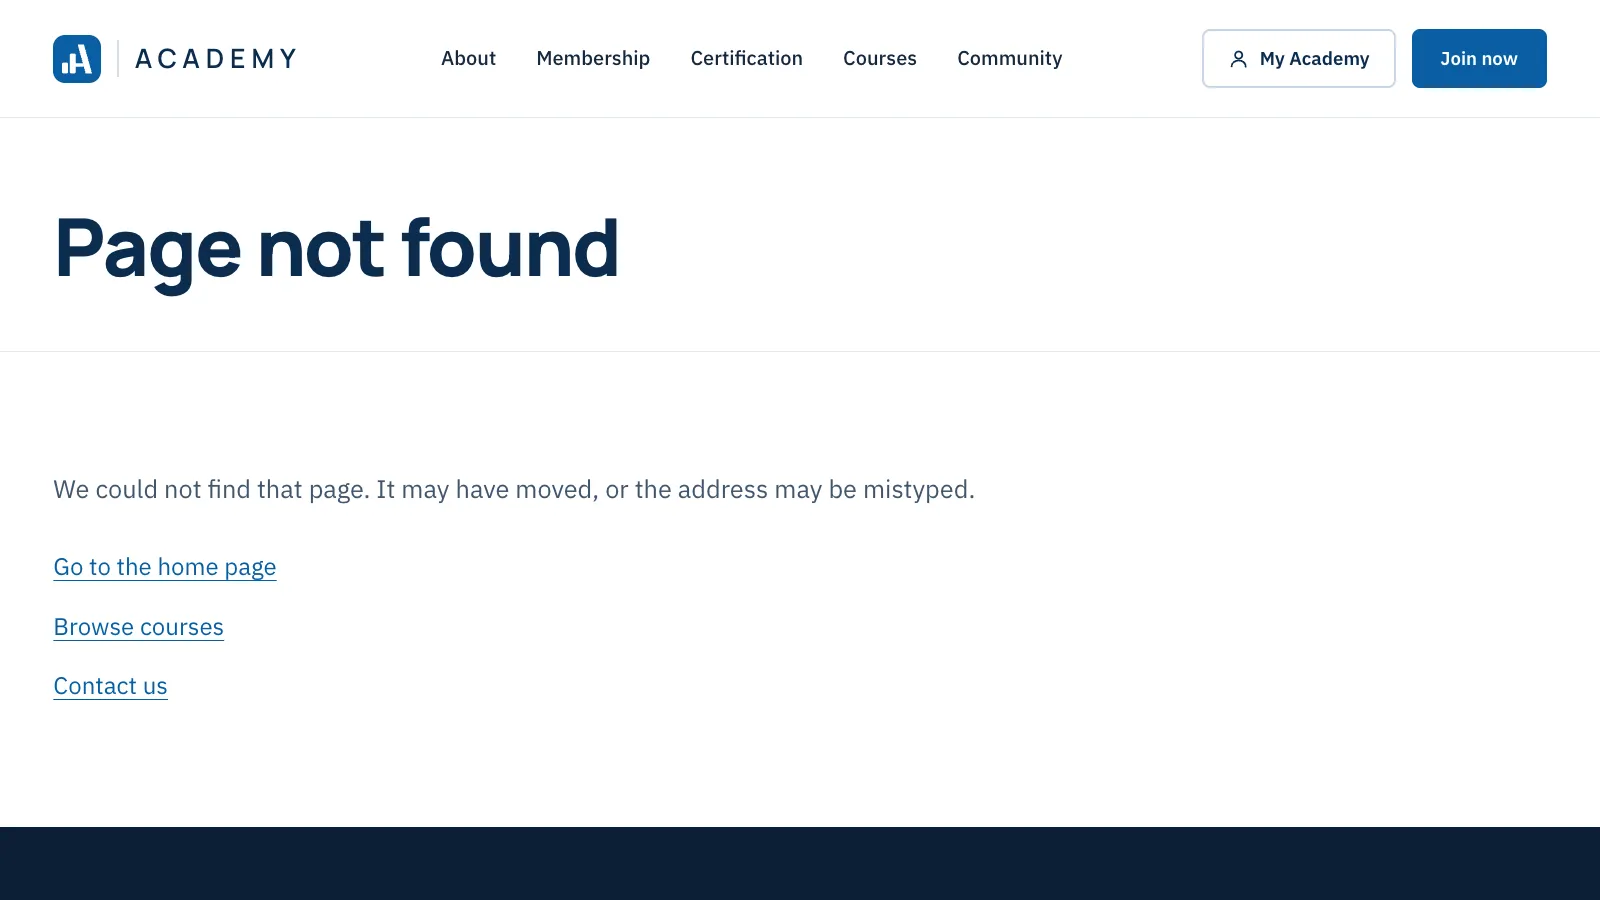 ACADEMY
About
Membership
Certification
Courses
Community
My Academy
Join now
Page not found
We could not find that page. It may have moved, or the address may be mistyped.
Go to the home page
Browse courses
Contact us